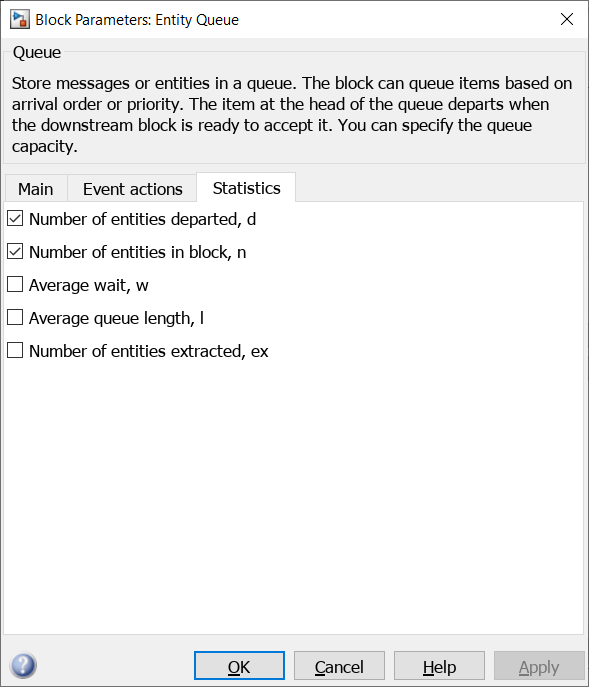 Block Parameters: Entity Queue
Queue
Store messages or entities in a queue. The block can queue items based on
arrival order or priority. The item at the head of the queue departs when
the downstream block is ready to accept it. You can specify the queue
capacity.
Main Event actions Statistics
Number of entities departed, d
Number of entities in block, n
Average wait, w
Average queue length, l
Number of entities extracted, ex
? OK Cancel Help Apply